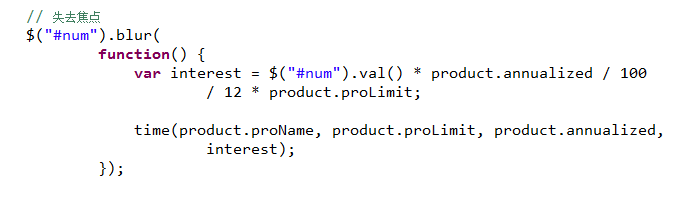 // 失去焦点
$("#num").blur(
function() {
var interest = $("#num").val() * product.annualized / 100
/ 12 * product.proLimit;
time(product.proName, product.proLimit, product.annualized,
interest);
});